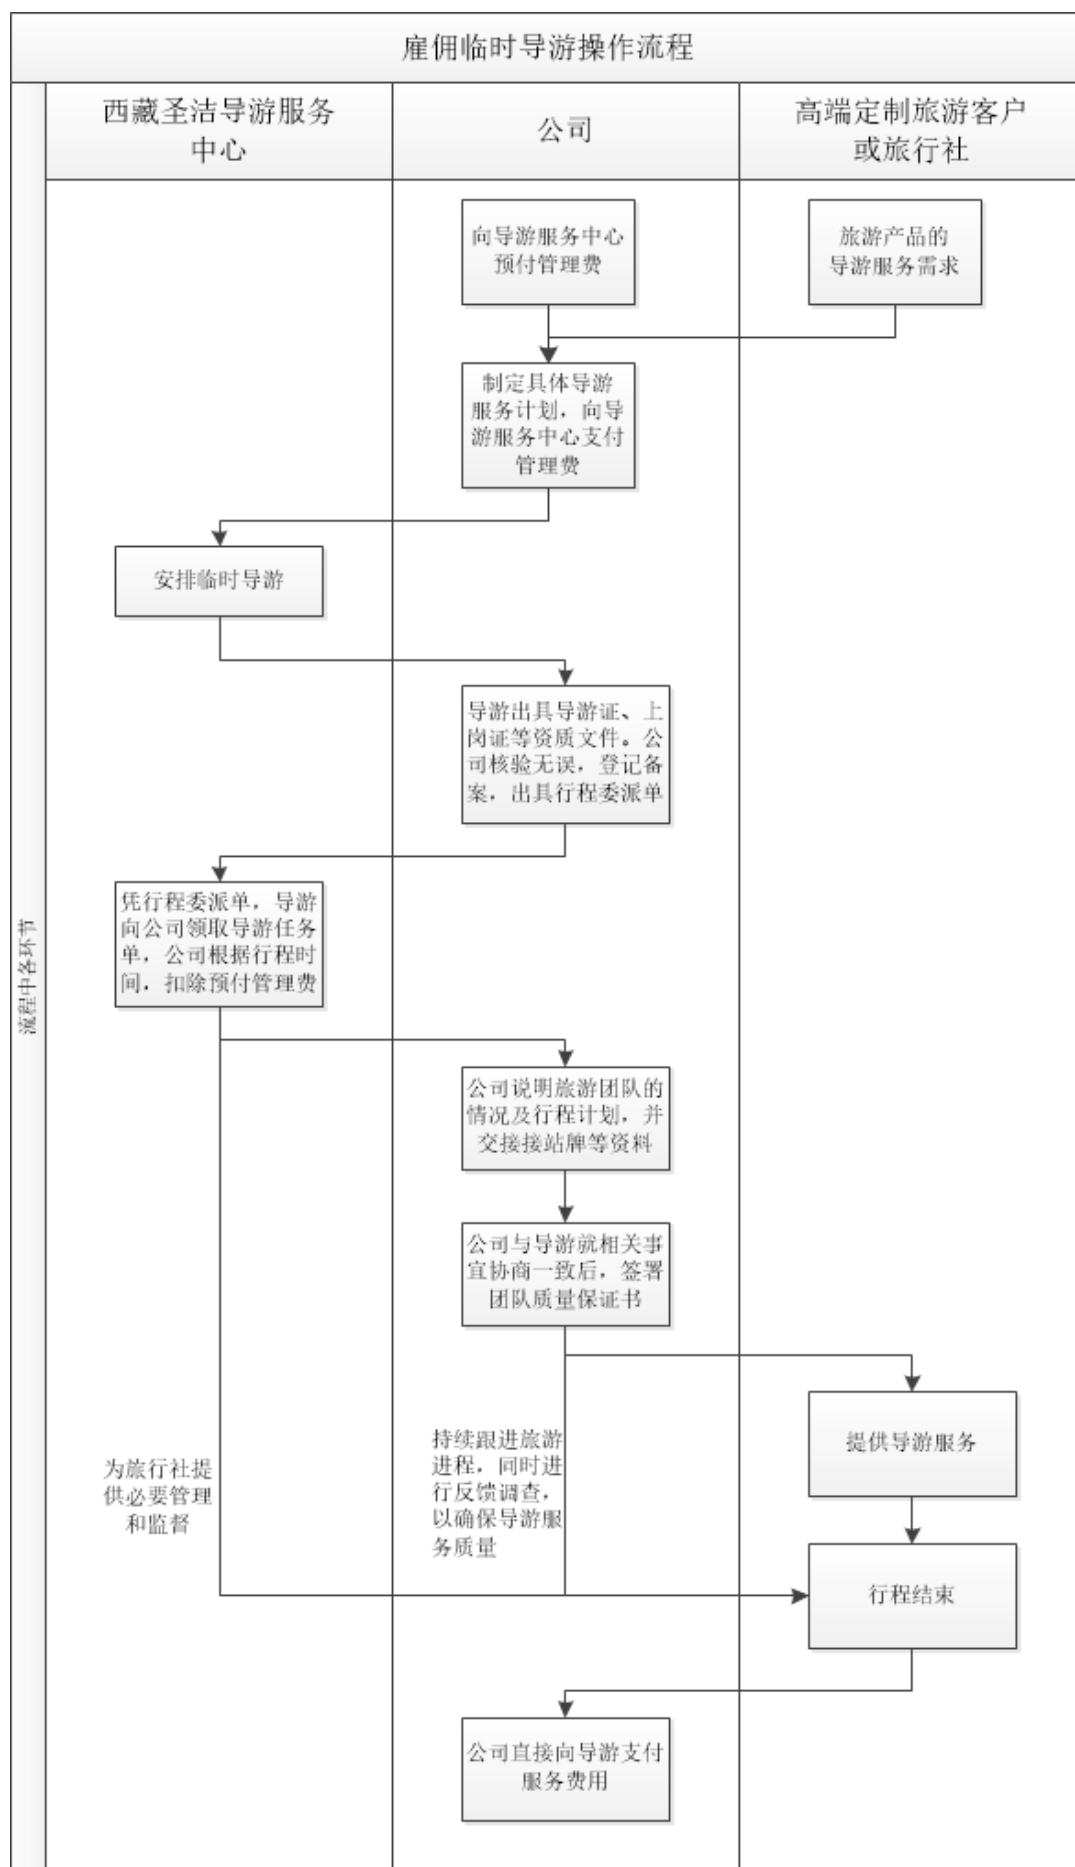 雇佣临时导游操作流程
西藏圣洁导游服务
中心
公司
高端定制旅游客户
或旅行社
流程中各环节
向导游服务中心
预付管理费
旅游产品的
导游服务需求
制定具体导游
服务计划，向导
游服务中心支付
管理费
安排临时导游
导游出具导游证、上
岗证等资质文件。公
司核验无误，登记备
案，出具行程委派单
凭行程委派单，导游
向公司领取导游任务
单，公司根据行程时
间，扣除预付管理费
公司说明旅游团队的
情况及行程计划，并
交接接站牌等资料
公司与导游就相关事
宜协商一致后，签署
团队质量保证书
为旅行社提
供必要管理
和监督
持续跟进旅游
进程，同时进
行反馈调查，
以确保导游服
务质量
提供导游服务
行程结束
公司直接向导游支付
服务费用